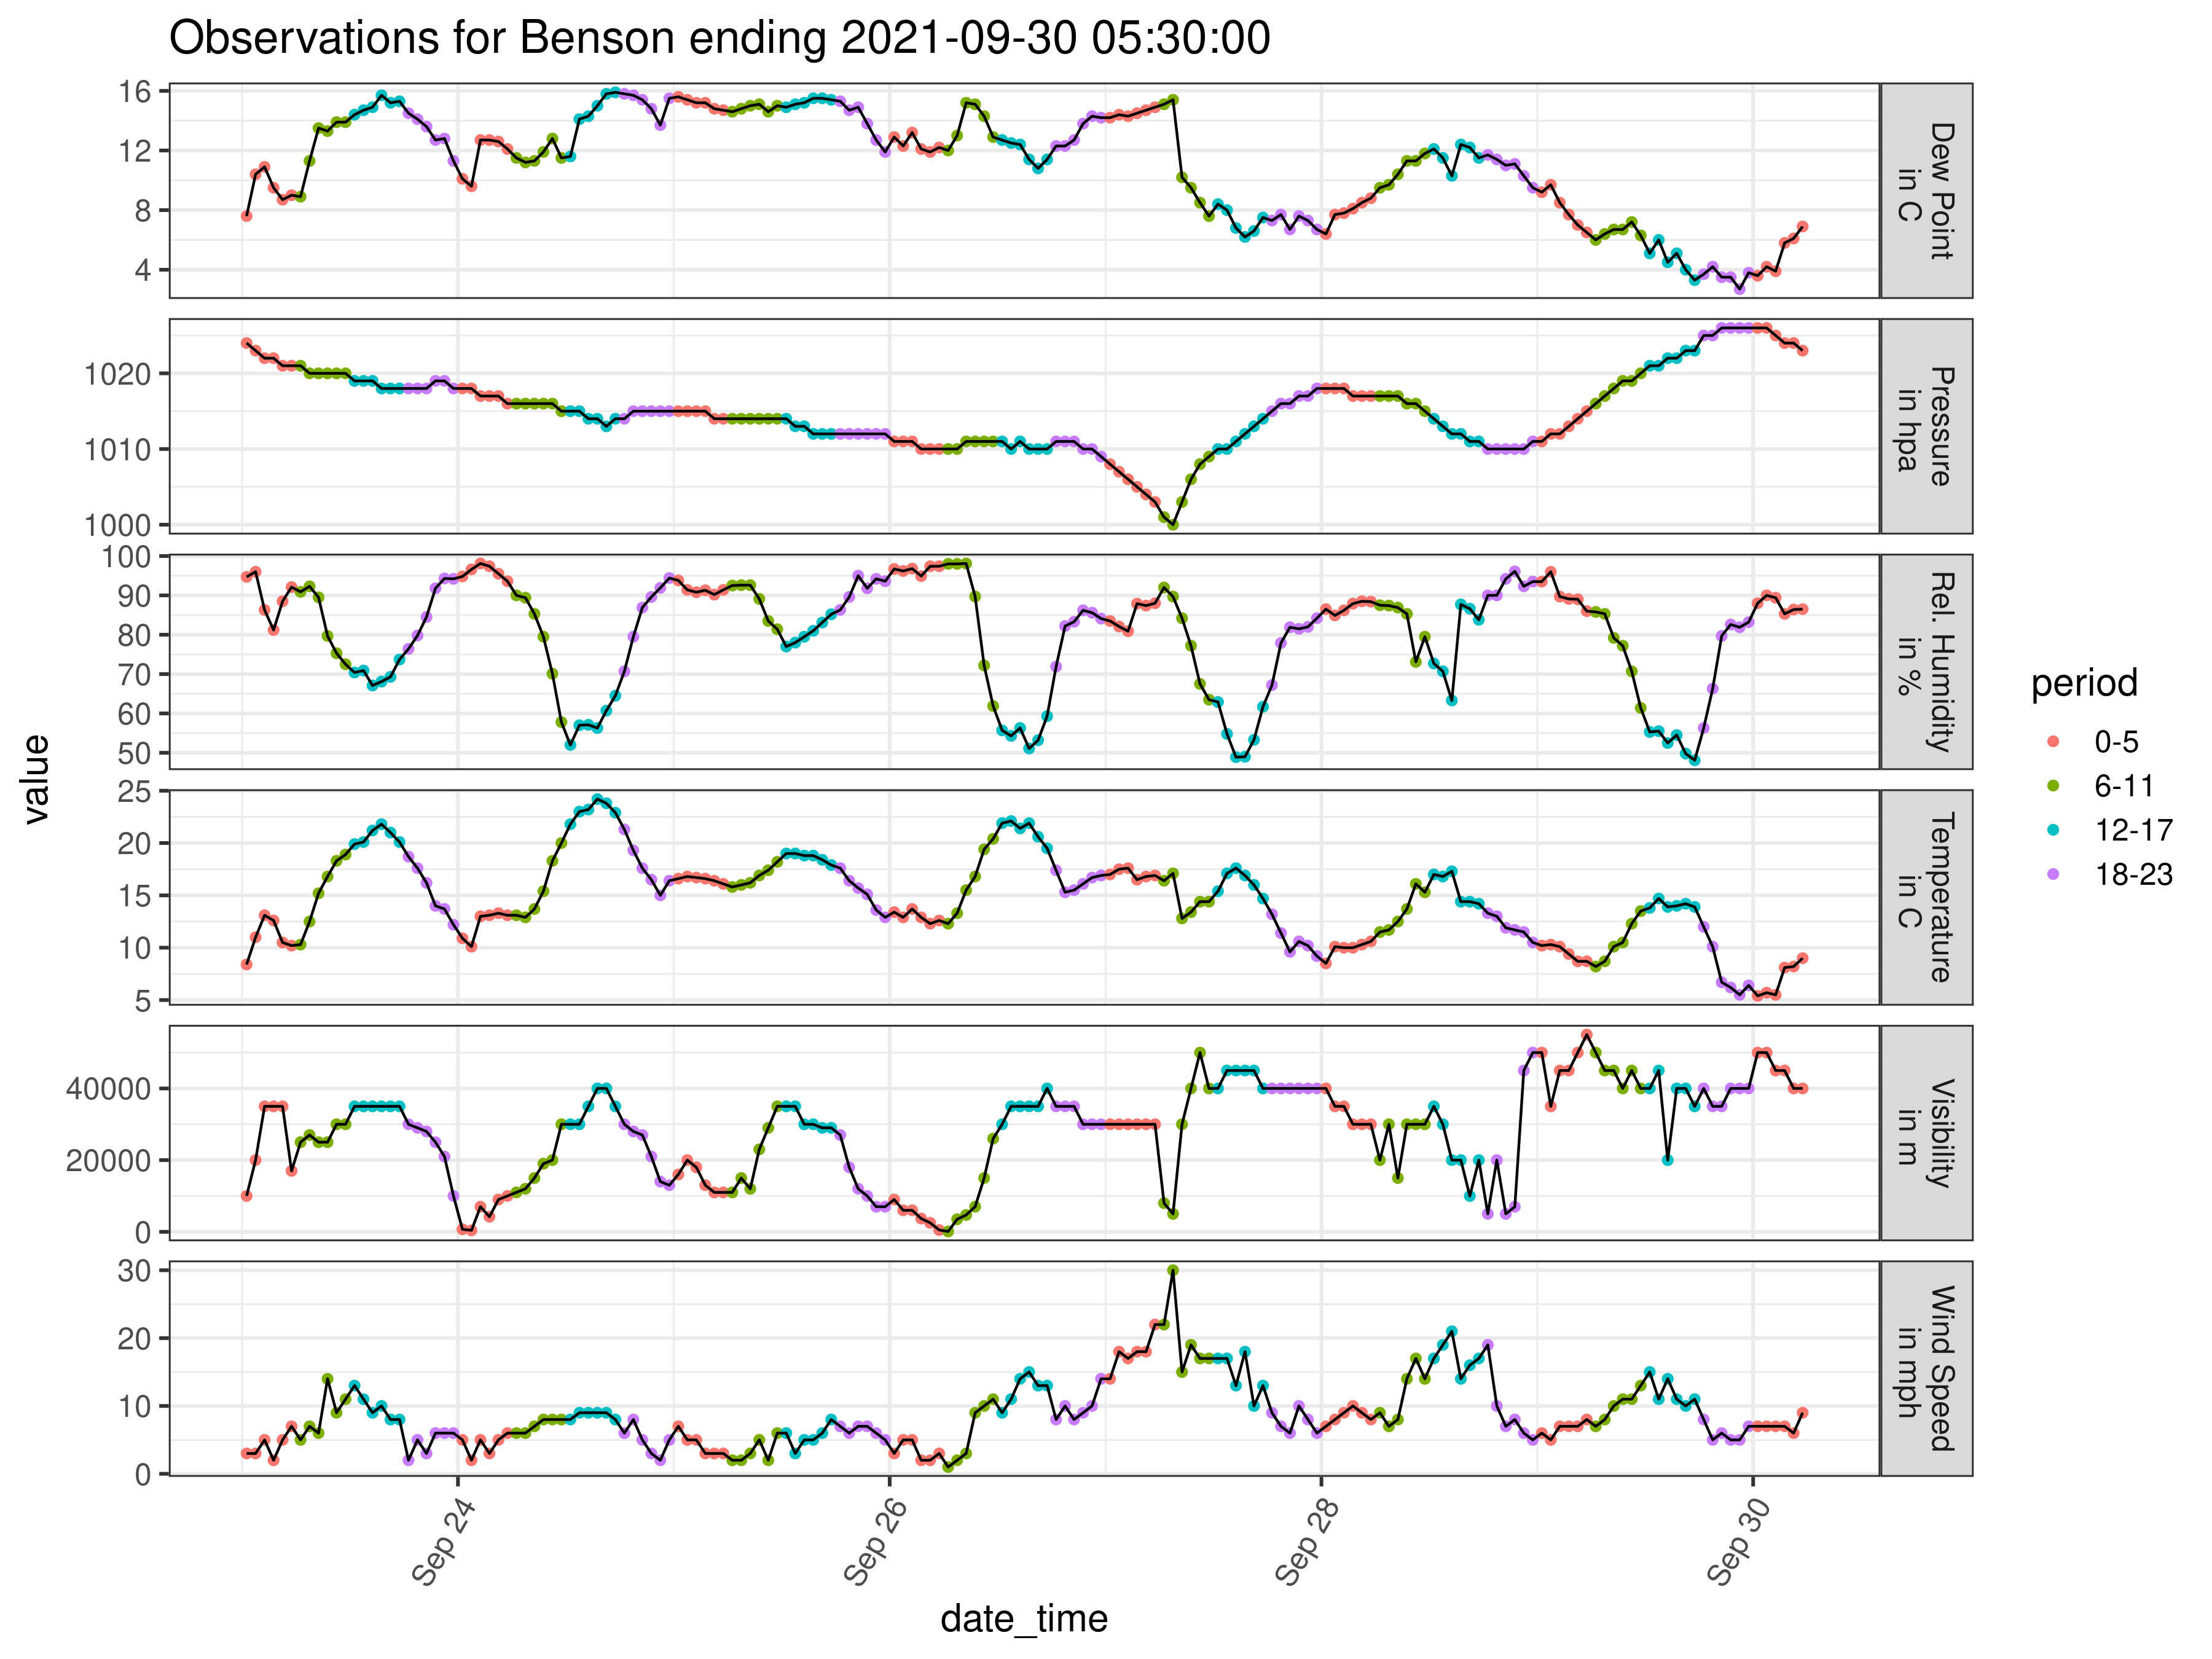 Observations for Benson ending 2021-09-30 05:30:00
16
12
8
4
Dew Point
in C
1020
1010
1000
Pressure
in hpa
100
90
80
70
60
50
Rel. Humidity
in %
25
20
15
10
5
Temperature
in C
40000
20000
0
Visibility
in m
30
20
10
0
Wind Speed
in mph
value
Sep 24
Sep 26
Sep 28
Sep 30
date_time
period
0-5
6-11
12-17
18-23